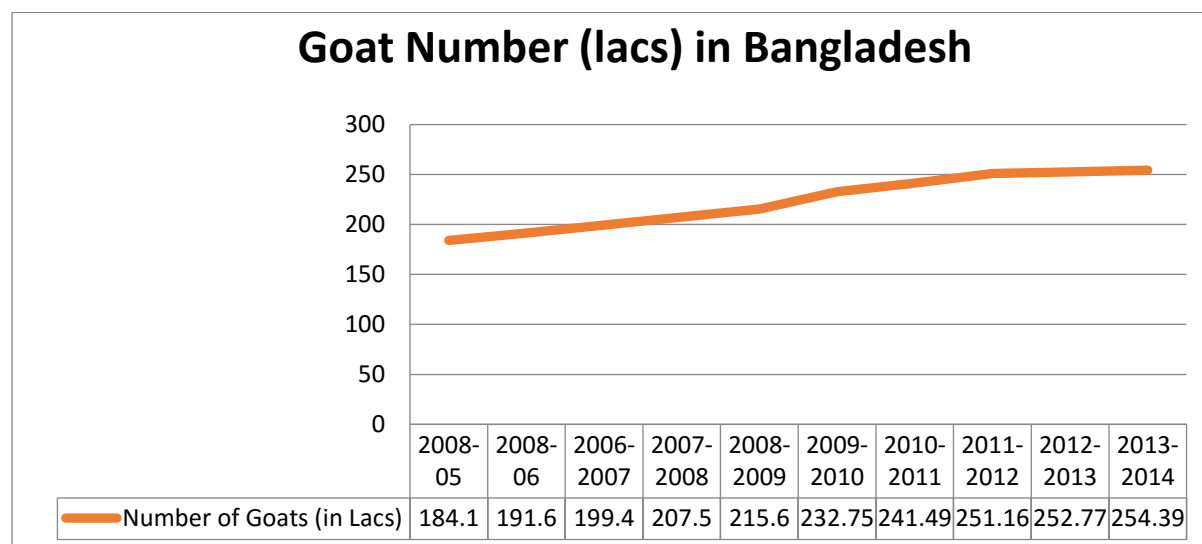 Goat Number (lacs) in Bangladesh
300
250
200
150
100
50
0
2008-05 2008-06 2006-2007 2007-2008 2008-2009 2009-2010 2010-2011 2011-2012 2012-2013 2013-2014
Number of Goats (in Lacs) 184.1 191.6 199.4 207.5 215.6 232.75 241.49 251.16 252.77 254.39